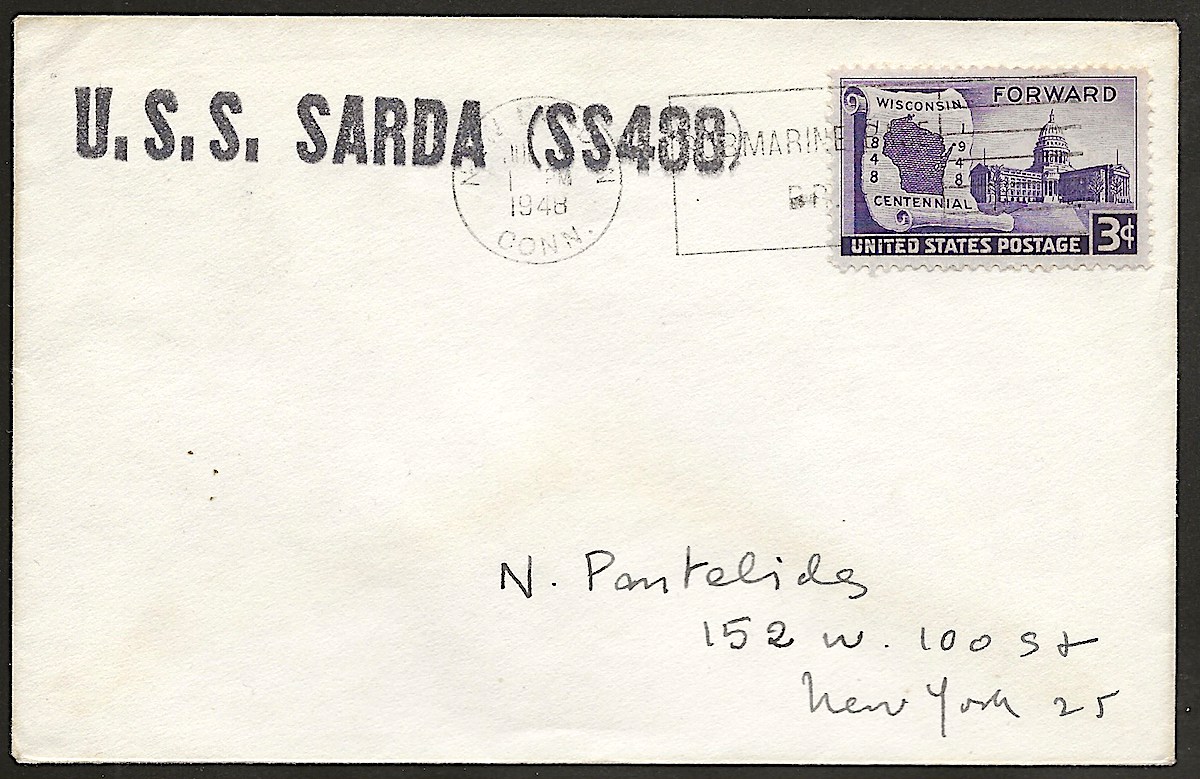 U.S.S. SARDA (SS488)
1948
CONN.
WISCONSIN FORWARD
1848
1948
CENTENNIAL
UNITED STATES POSTAGE 3¢
N. Pantelides
152 W. 100 St
New York 25